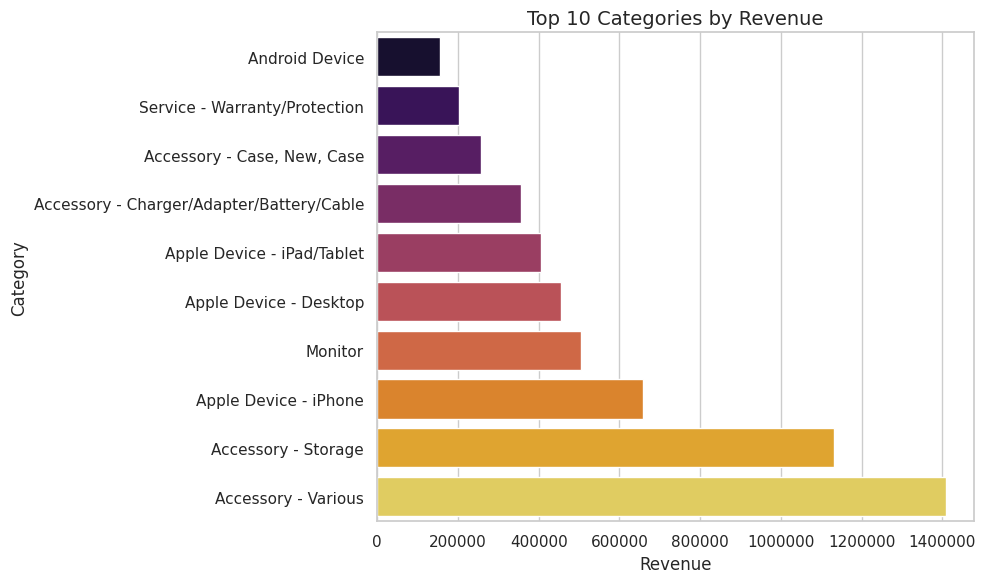 Top 10 Categories by Revenue
Category
Android Device
Service - Warranty/Protection
Accessory - Case, New, Case
Accessory - Charger/Adapter/Battery/Cable
Apple Device - iPad/Tablet
Apple Device - Desktop
Monitor
Apple Device - iPhone
Accessory - Storage
Accessory - Various
0 200000 400000 600000 800000 1000000 1200000 1400000
Revenue